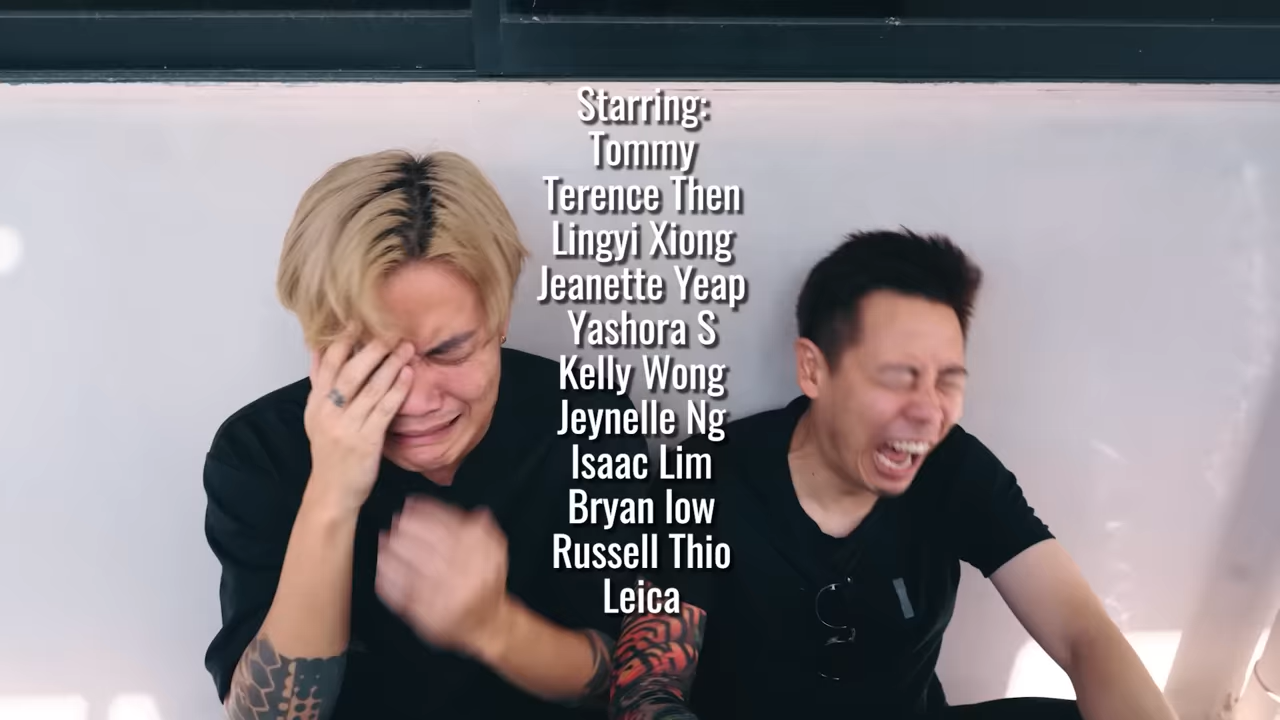 Starring:
Tommy
Terence Then
Lingyi Xiong
Jeanette Yeap
Yashora S
Kelly Wong
Jeynelle Ng
Isaac Lim
Bryan low
Russell Thio
Leica